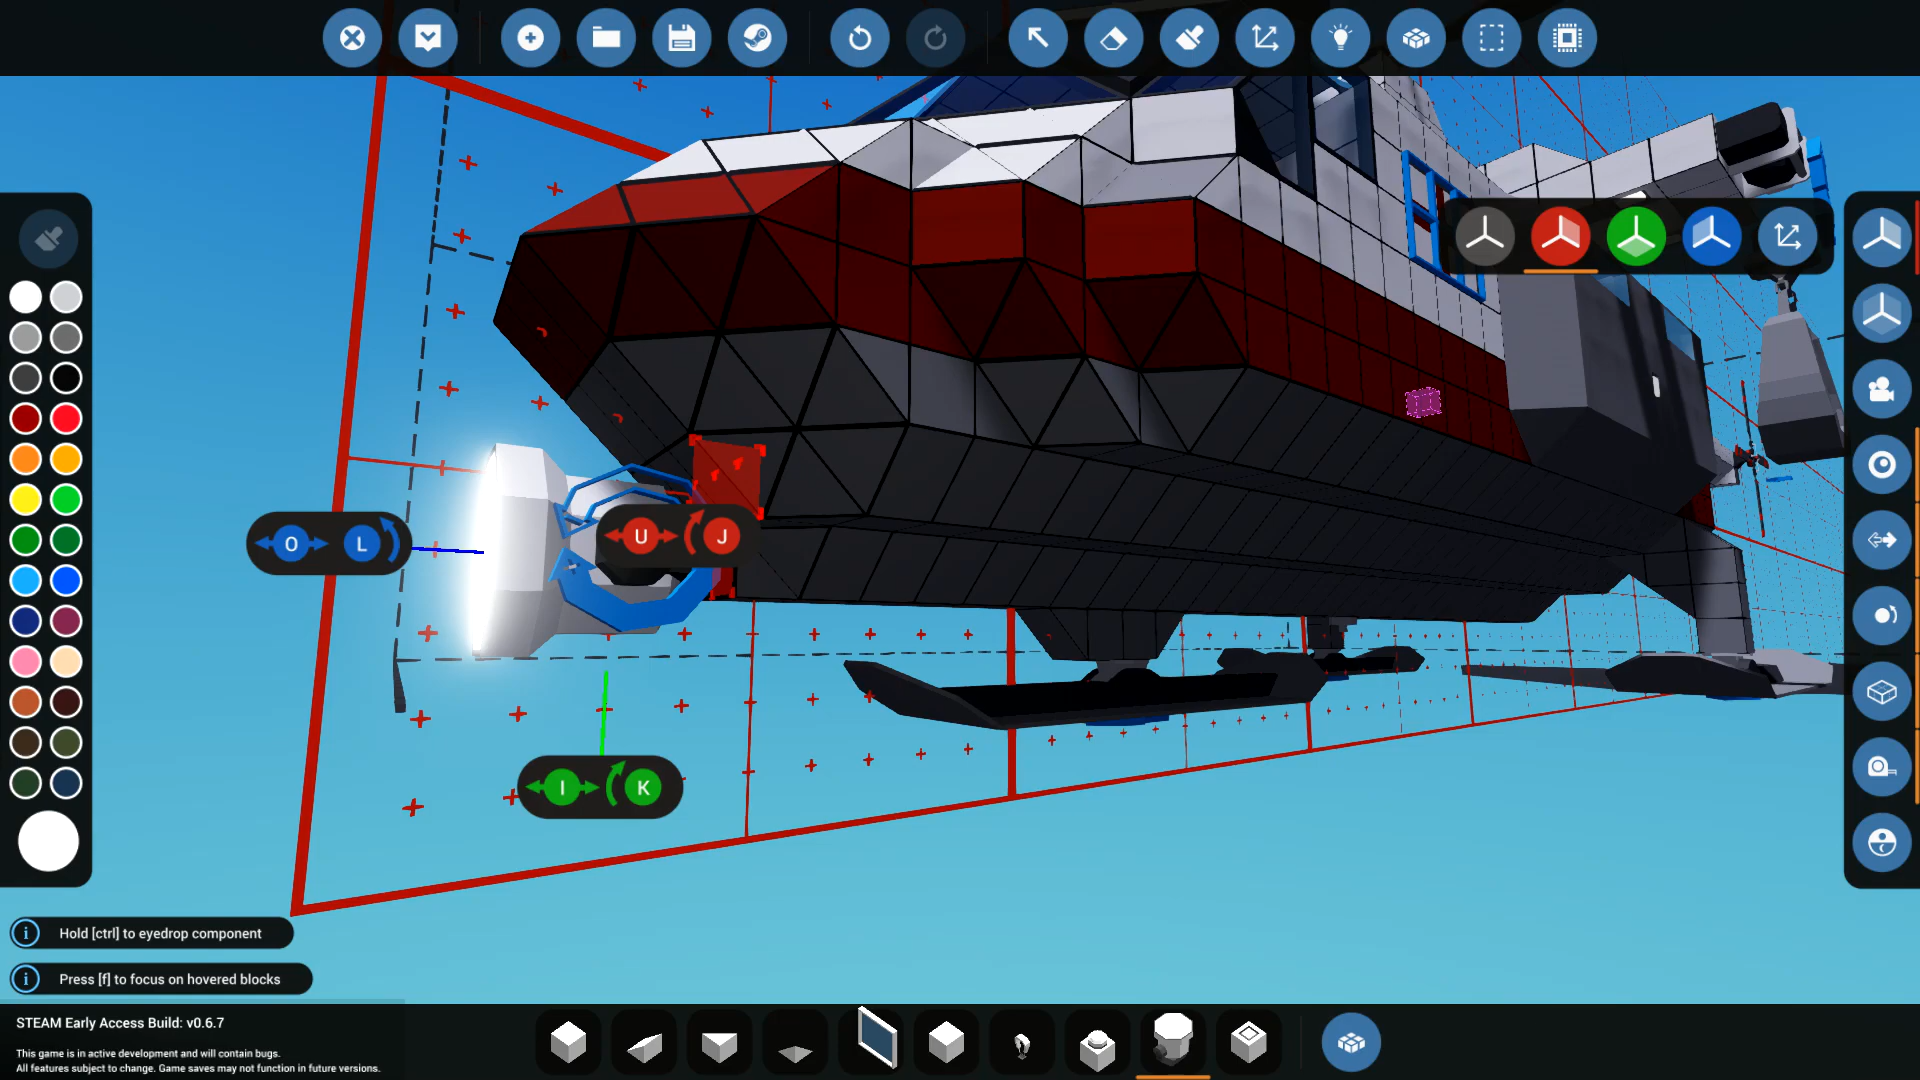 O
L
U
J
I
K
Hold [ctrl] to eyedrop component
Press [f] to focus on hovered blocks
STEAM Early Access Build: v0.6.7
This game is in active development and will contain bugs.
All features subject to change. Game saves may not function in future versions.